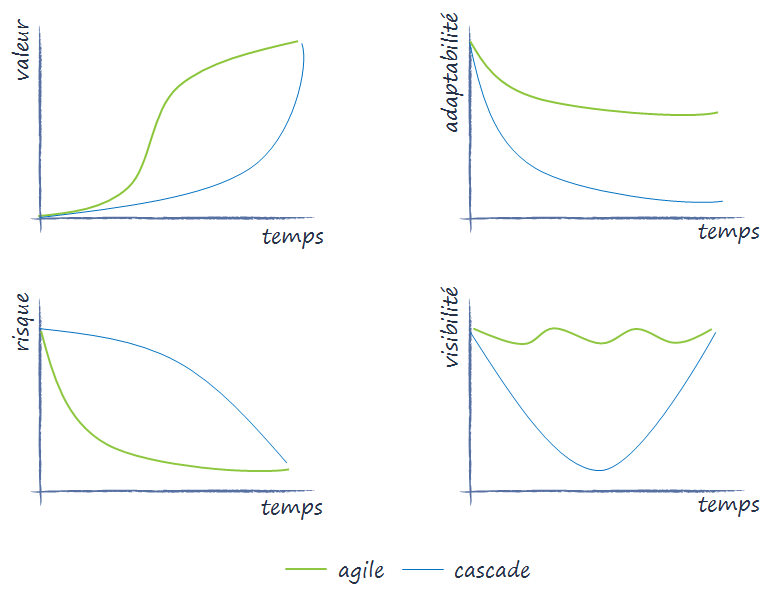 valeur
temps
adaptabilité
temps
risque
temps
visibilité
temps
agile
cascade